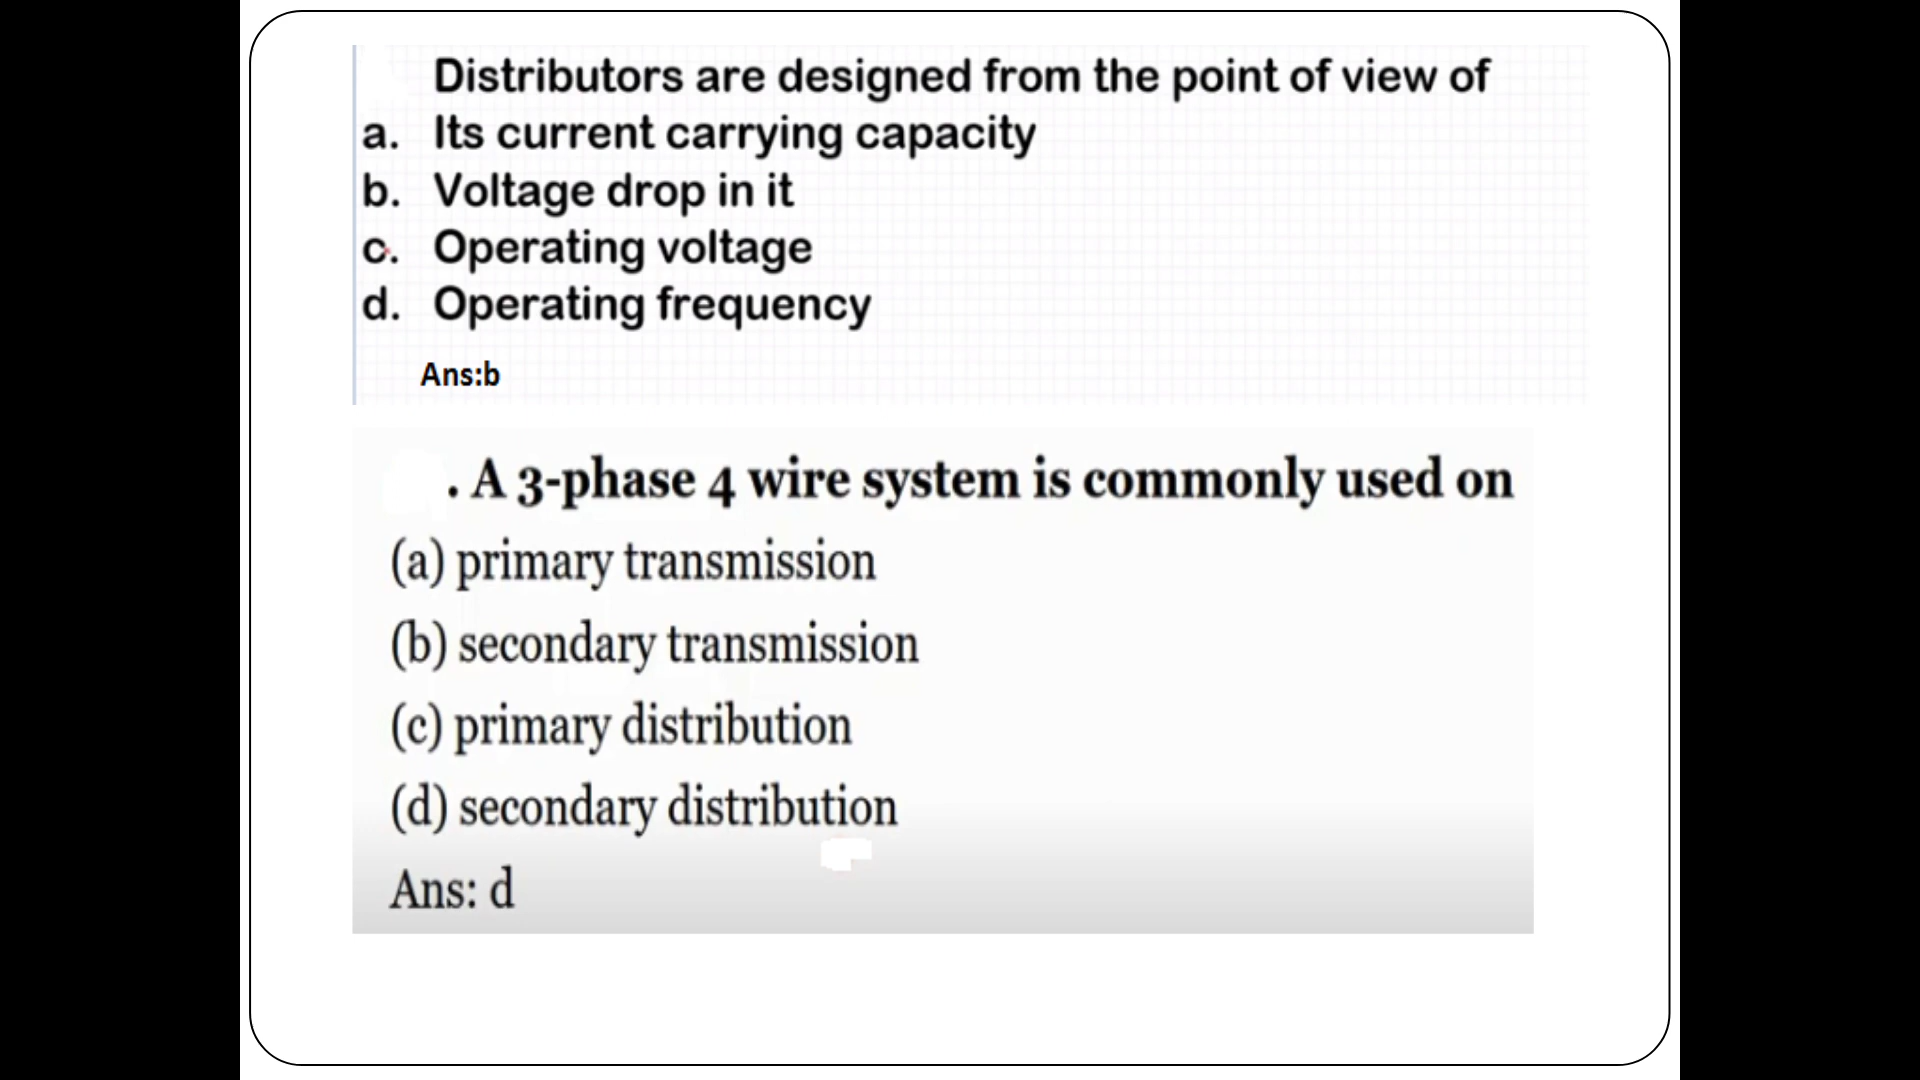 Distributors are designed from the point of view of
a. Its current carrying capacity
b. Voltage drop in it
c. Operating voltage
d. Operating frequency
Ans:b
. A 3-phase 4 wire system is commonly used on
(a) primary transmission
(b) secondary transmission
(c) primary distribution
(d) secondary distribution
Ans: d